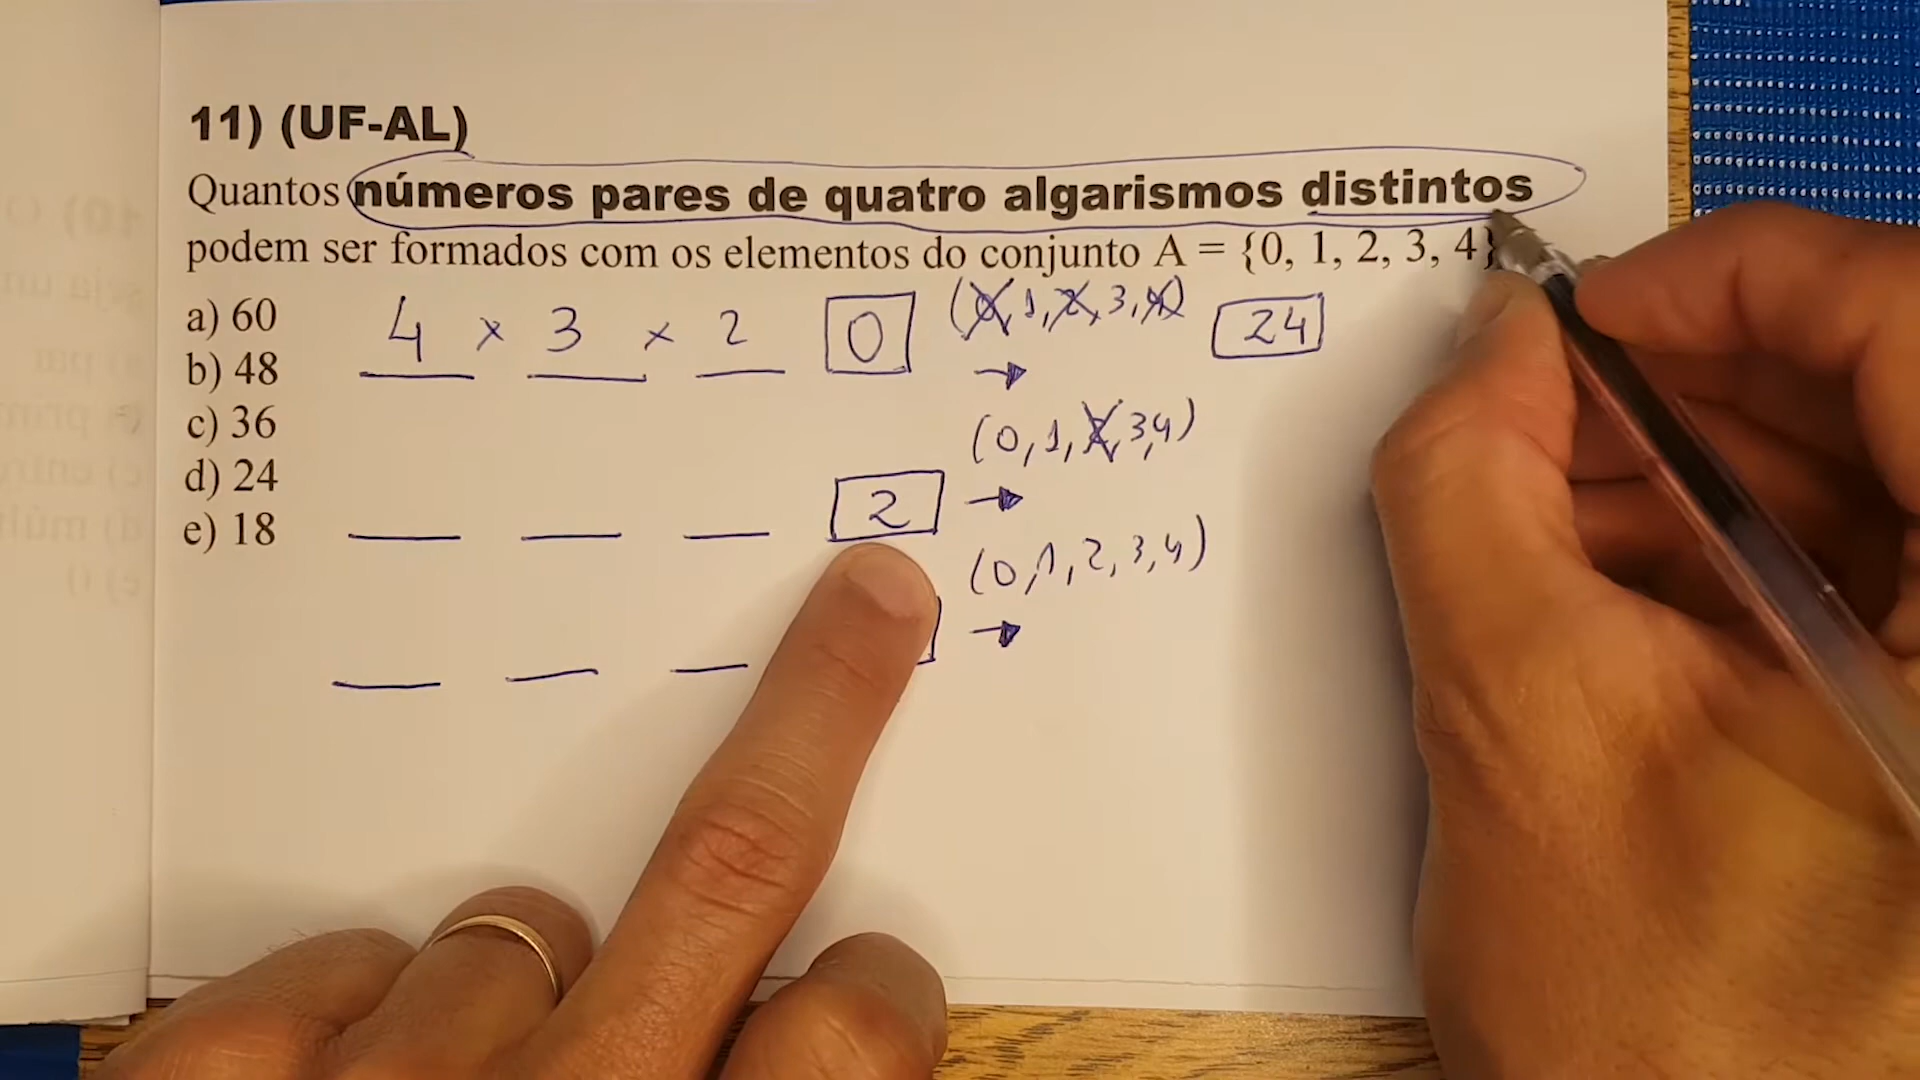 11) (UF-AL)
Quantos números pares de quatro algarismos distintos
podem ser formados com os elementos do conjunto A = {0, 1, 2, 3, 4}
a) 60
b) 48
c) 36
d) 24
e) 18
4 x 3 x 2 0 (0, 1, 2, 3, 4) 24
(0, 1, 2, 3, 4)
2
(0, 1, 2, 3, 4)